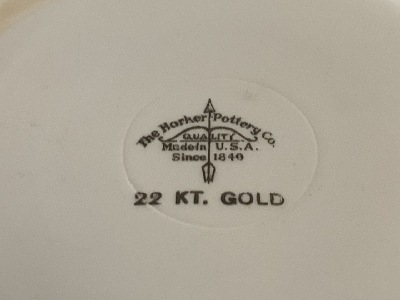 The Harker Pottery Co.
QUALITY
Made in U.S.A.
Since 1840
22 KT. GOLD